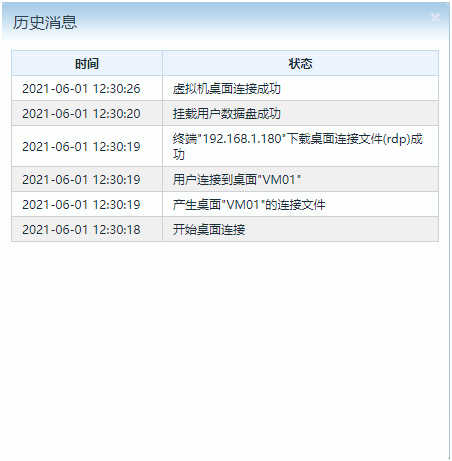 历史消息
时间 状态
2021-06-01 12:30:26 虚拟机桌面连接成功
2021-06-01 12:30:20 挂载用户数据盘成功
2021-06-01 12:30:19 终端"192.168.1.180"下载桌面连接文件(rdp)成
功
2021-06-01 12:30:19 用户连接到桌面"VM01"
2021-06-01 12:30:19 产生桌面"VM01"的连接文件
2021-06-01 12:30:18 开始桌面连接